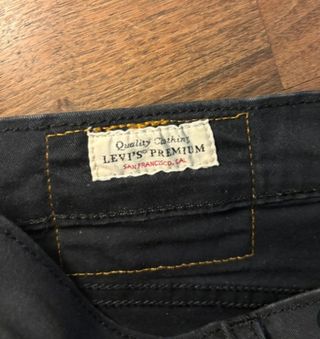 Quality Clothing
LEVI'S® PREMIUM
SAN FRANCISCO, CAL